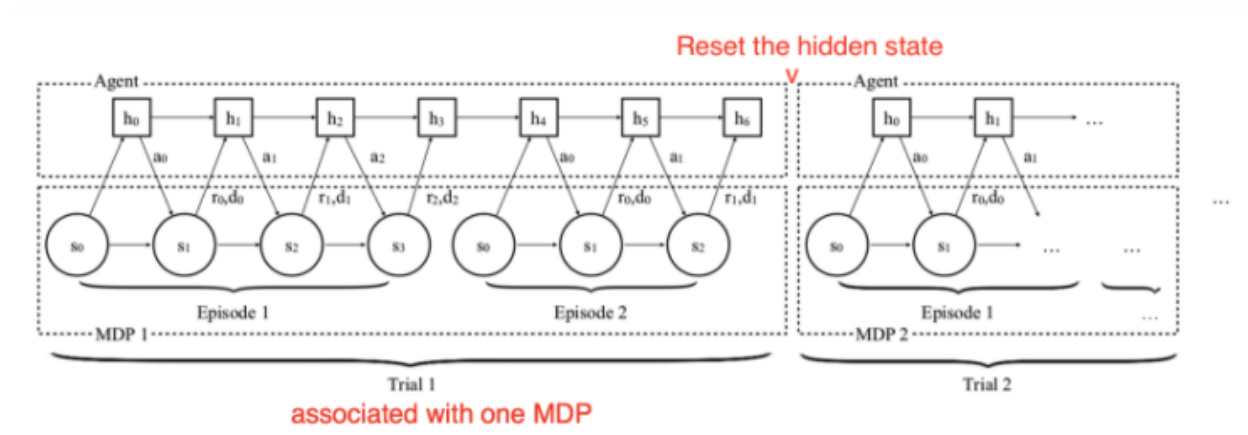 Reset the hidden state
v
Agent Agent
h₀ h₁ h₂ h₃ h₄ h₅ h₆ h₀ h₁ ...
a₀ a₁ a₂ a₀ a₁ a₀ a₁
r₀,d₀ r₁,d₁ r₂,d₂ r₀,d₀ r₁,d₁ r₀,d₀ ...
s₀ s₁ s₂ s₃ s₀ s₁ s₂ s₀ s₁ ... ...
Episode 1 Episode 2 Episode 1 ...
MDP 1 MDP 2
Trial 1 Trial 2
associated with one MDP